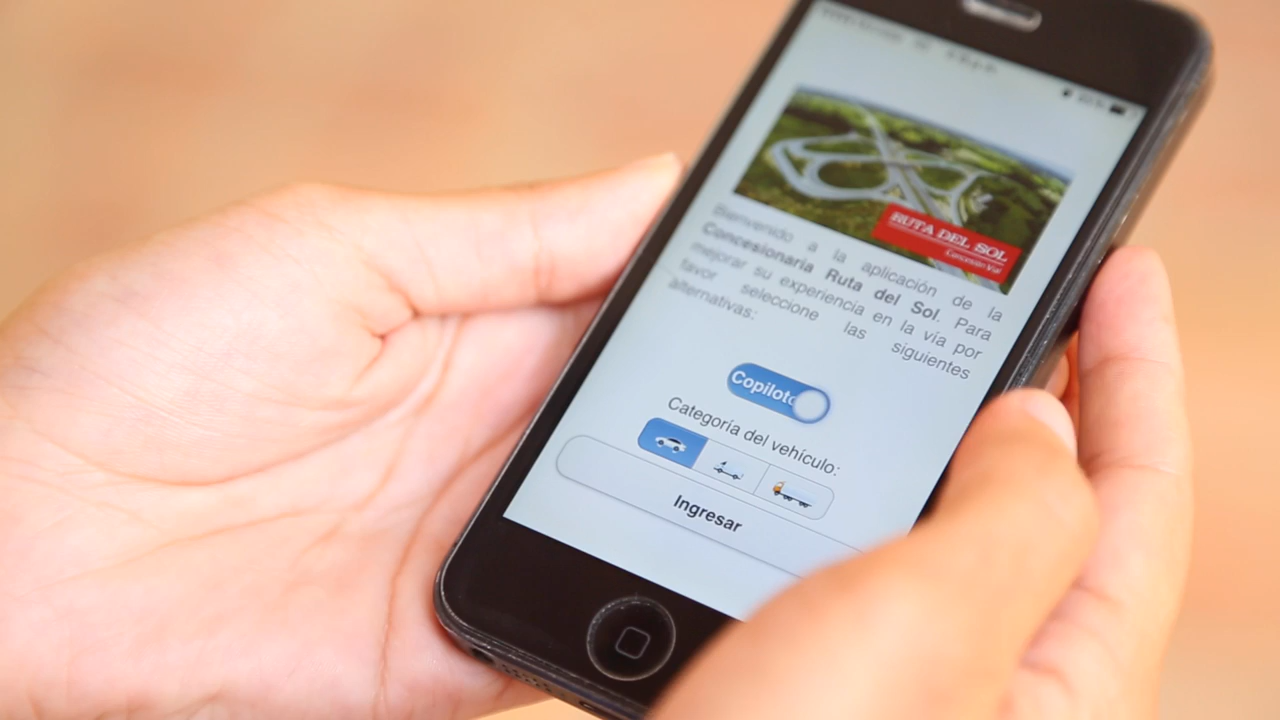 RUTA DEL SOL
Concesión Vial
Bienvenido a la aplicación de la
Concesionaria Ruta del Sol. Para
mejorar su experiencia en la vía por
favor seleccione las siguientes
alternativas:
Copiloto
Categoría del vehículo:
Ingresar